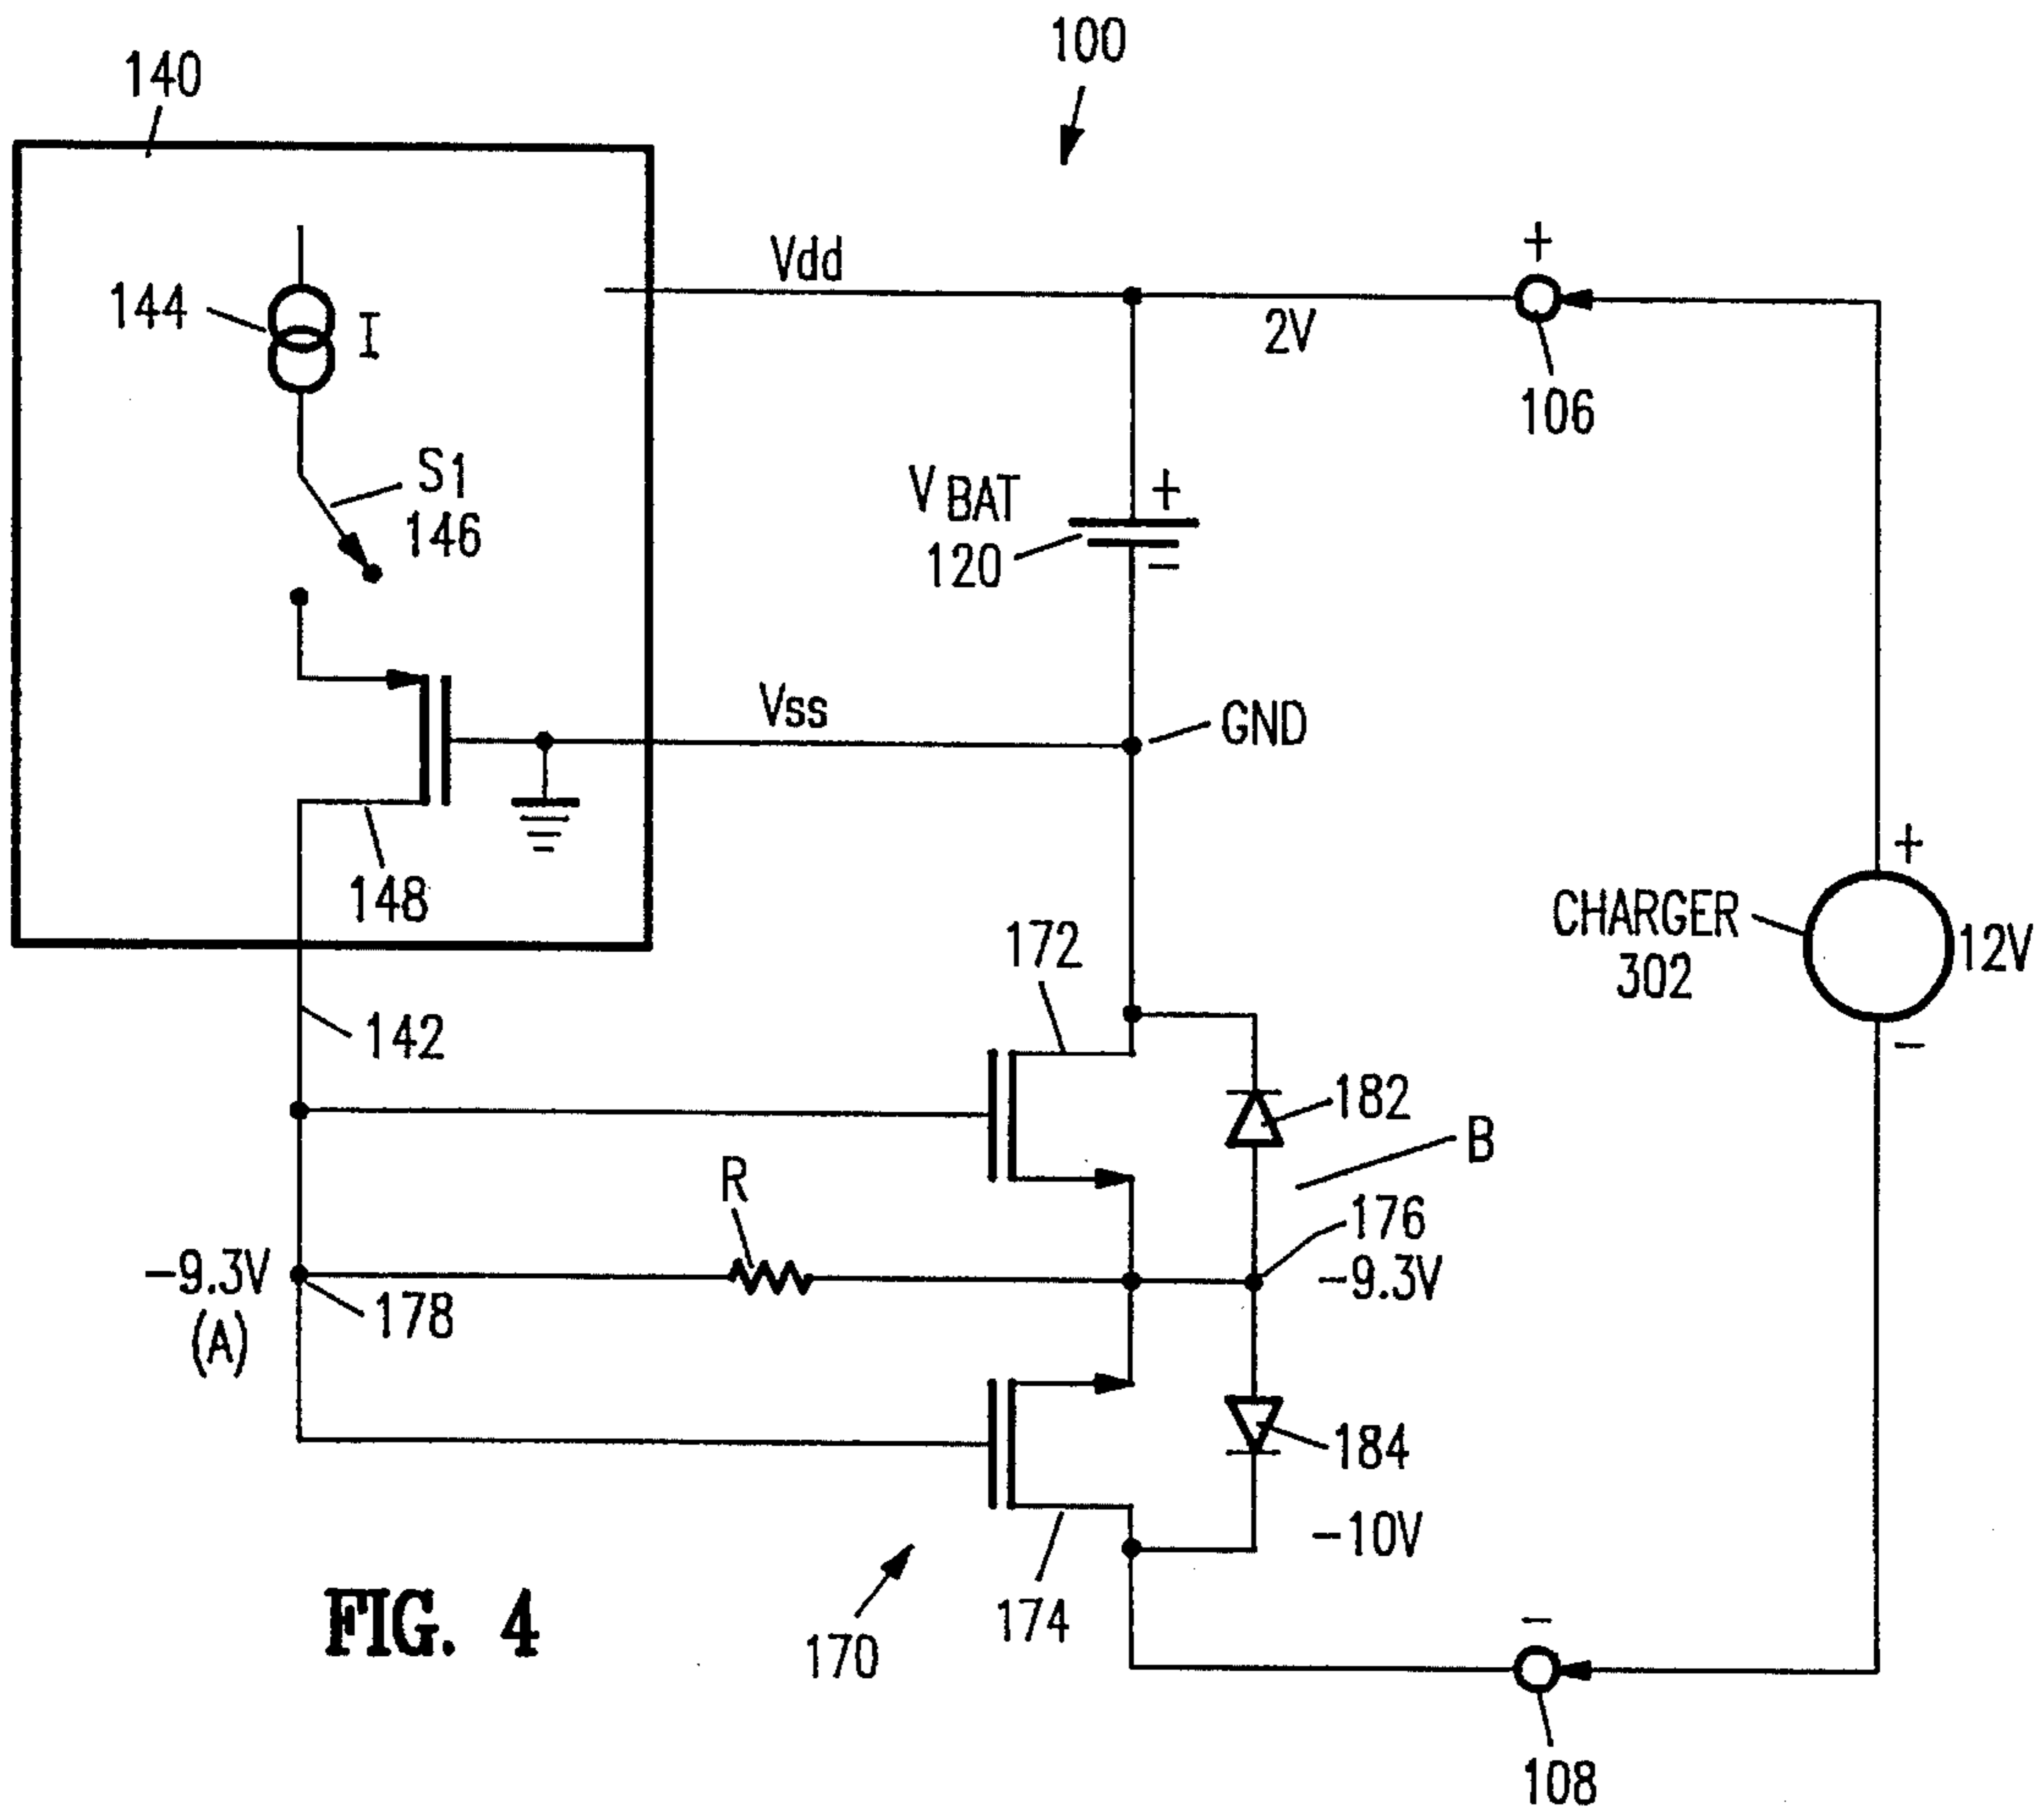 100
140
Vdd
+
144
I
2V
106
S1
146
V BAT
+
120
–
Vss
GND
148
+
CHARGER
302
12V
–
172
142
182
B
R
176
–9.3V
–9.3V
178
(A)
184
–10V
174
170
–
108
FIG. 4